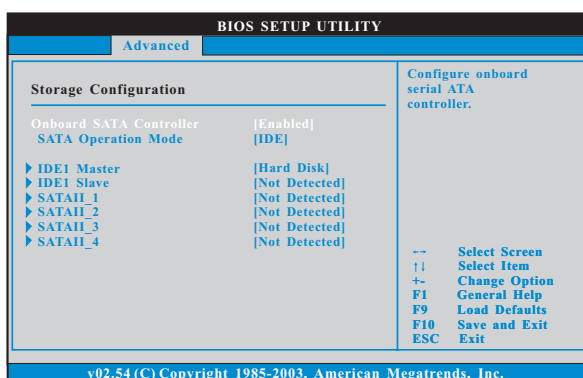 BIOS SETUP UTILITY
Advanced
Storage Configuration
Onboard SATA Controller [Enabled]
SATA Operation Mode [IDE]
IDE1 Master [Hard Disk]
IDE1 Slave [Not Detected]
SATAII_1 [Not Detected]
SATAII_2 [Not Detected]
SATAII_3 [Not Detected]
SATAII_4 [Not Detected]
Configure onboard
serial ATA
controller.
←→ Select Screen
↑↓ Select Item
+- Change Option
F1 General Help
F9 Load Defaults
F10 Save and Exit
ESC Exit
v02.54 (C) Copyright 1985-2003, American Megatrends, Inc.